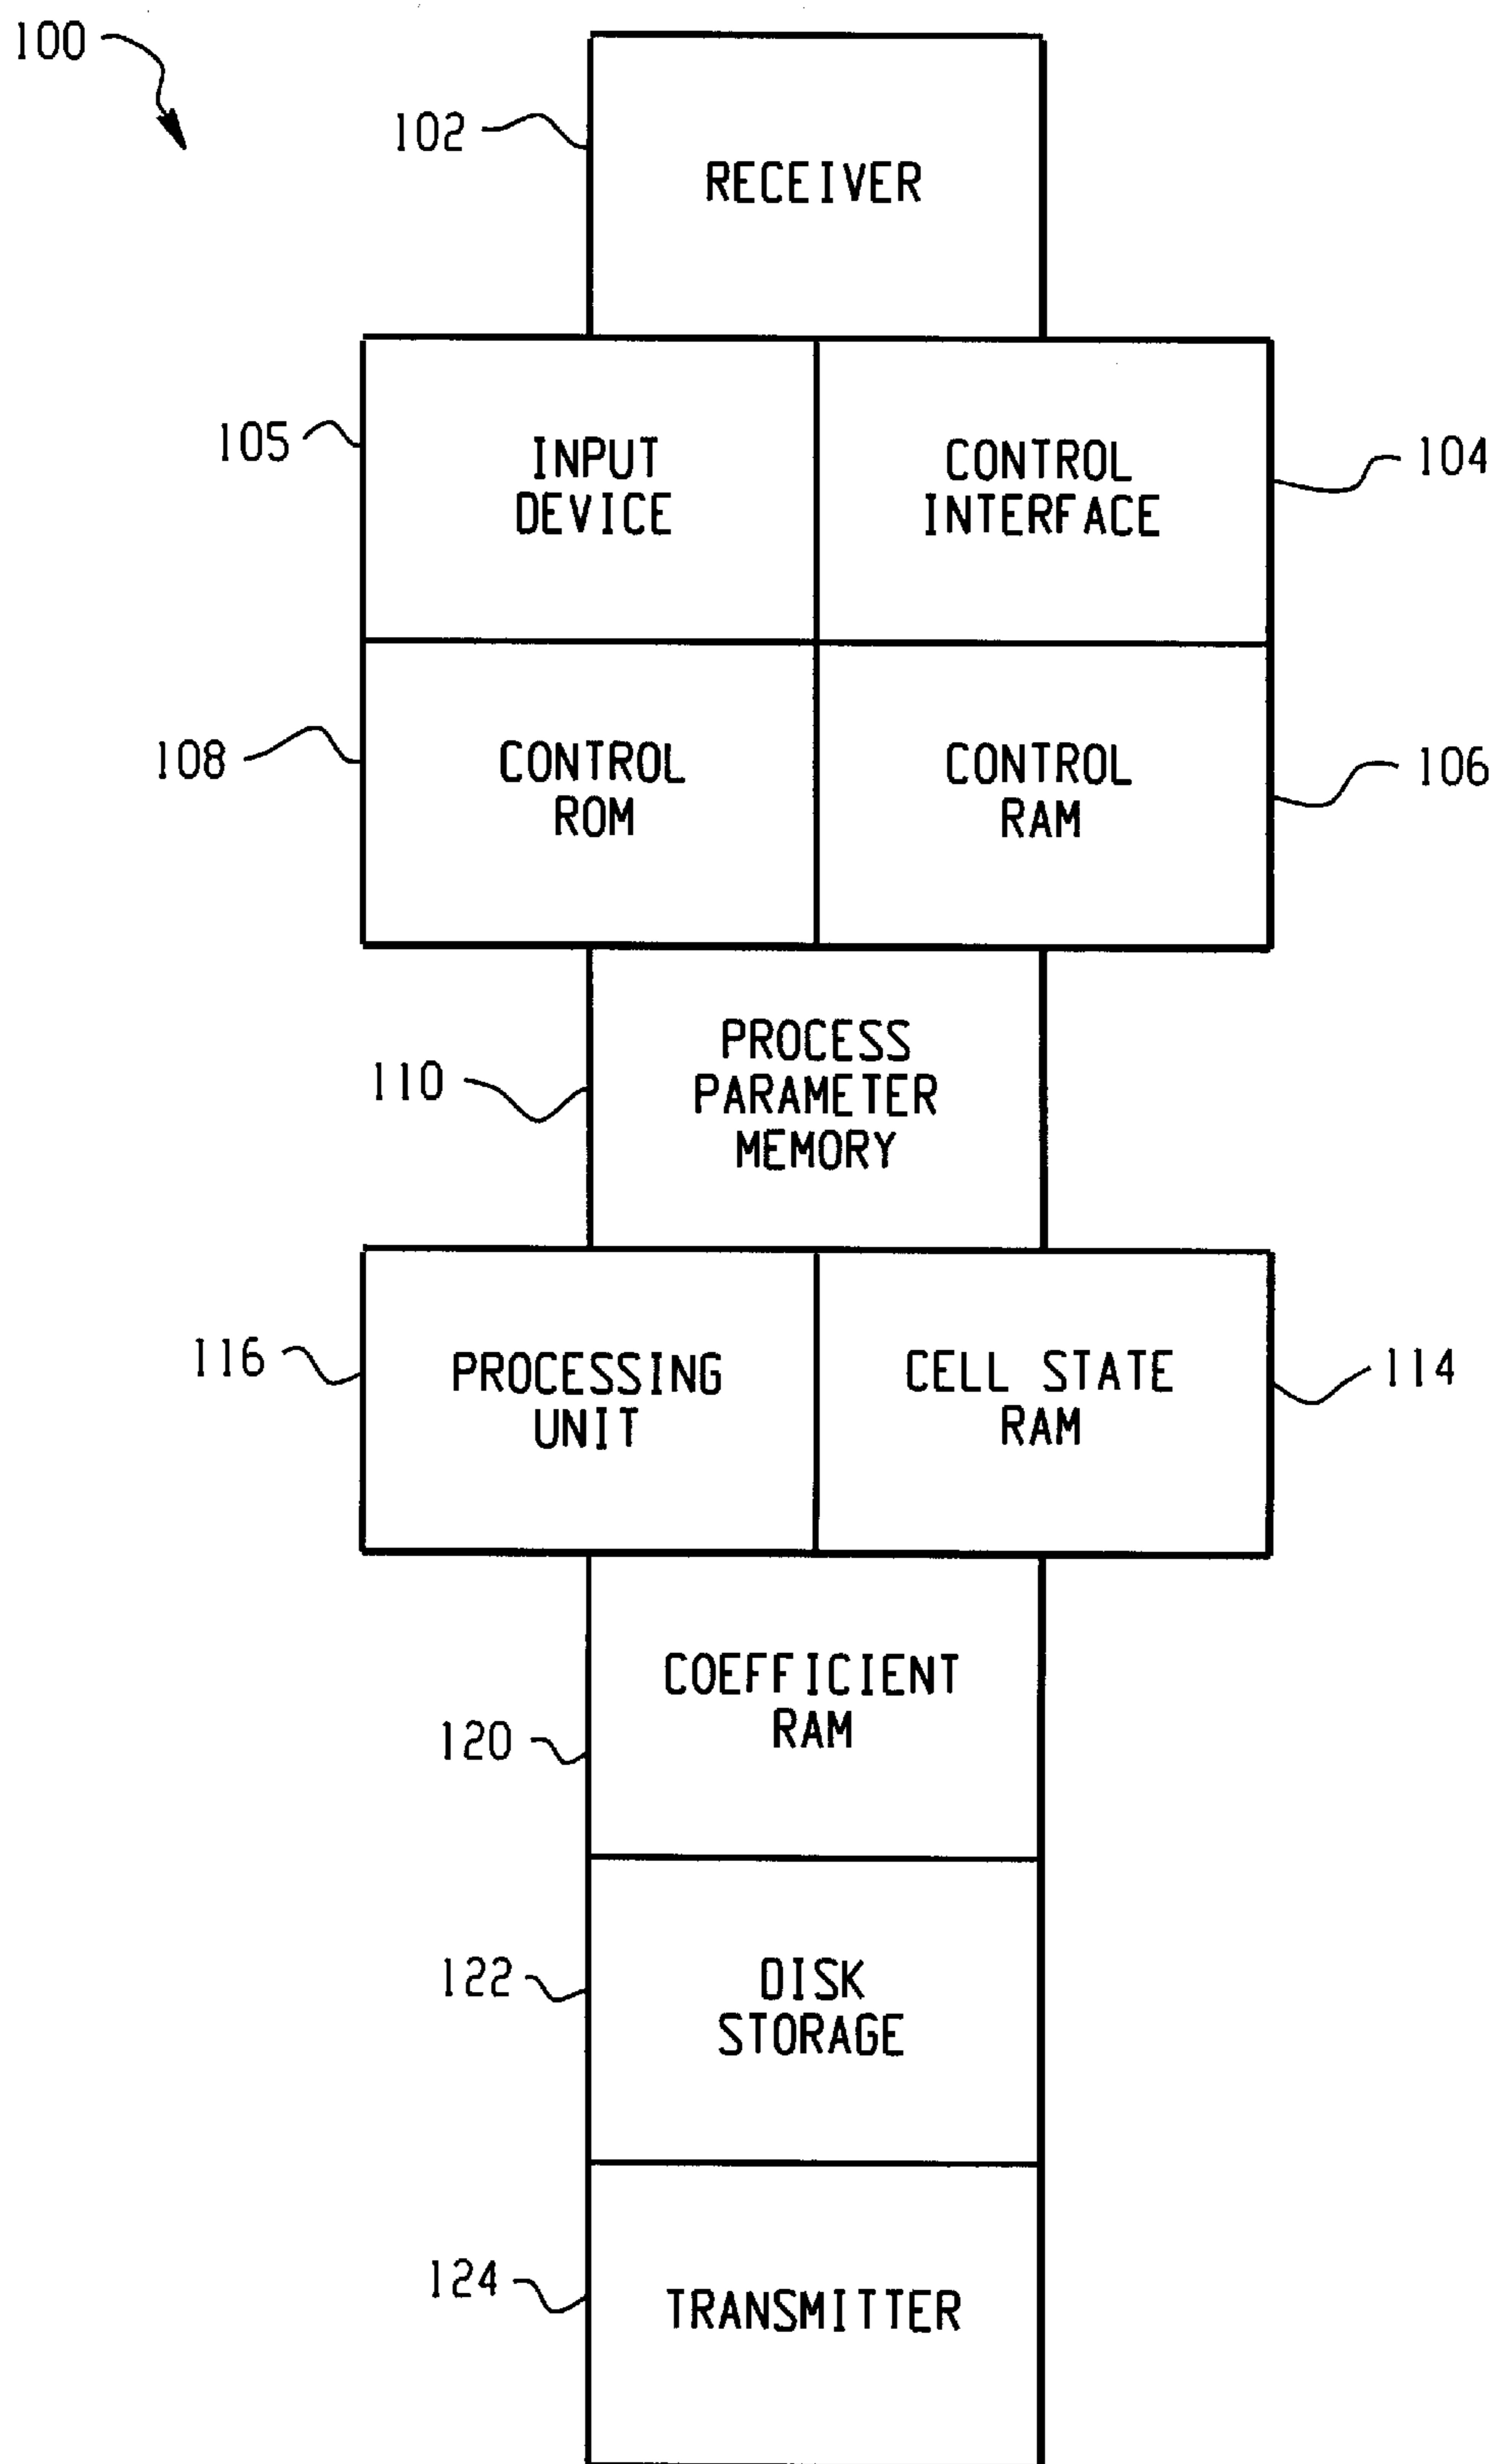 100
102
RECEIVER
105
INPUT
DEVICE
CONTROL
INTERFACE
104
108
CONTROL
ROM
CONTROL
RAM
106
110
PROCESS
PARAMETER
MEMORY
116
PROCESSING
UNIT
CELL STATE
RAM
114
120
COEFFICIENT
RAM
122
DISK
STORAGE
124
TRANSMITTER